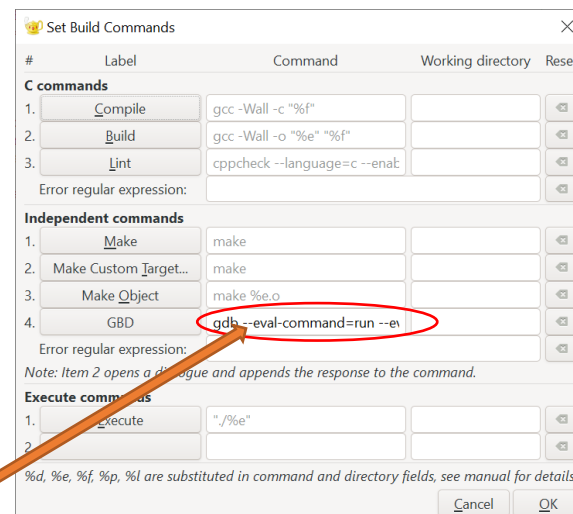 Set Build Commands
# Label Command Working directory Rese
C commands
1. Compile gcc -Wall -c "%f"
2. Build gcc -Wall -o "%e" "%f"
3. Lint cppcheck --language=c --enab
Error regular expression:
Independent commands
1. Make make
2. Make Custom Target... make
3. Make Object make %e.o
4. GBD gdb --eval-command=run --ev
Error regular expression:
Note: Item 2 opens a dialogue and appends the response to the command.
Execute commands
1. Execute "./%e"
2.
%d, %e, %f, %p, %l are substituted in command and directory fields, see manual for details
Cancel OK